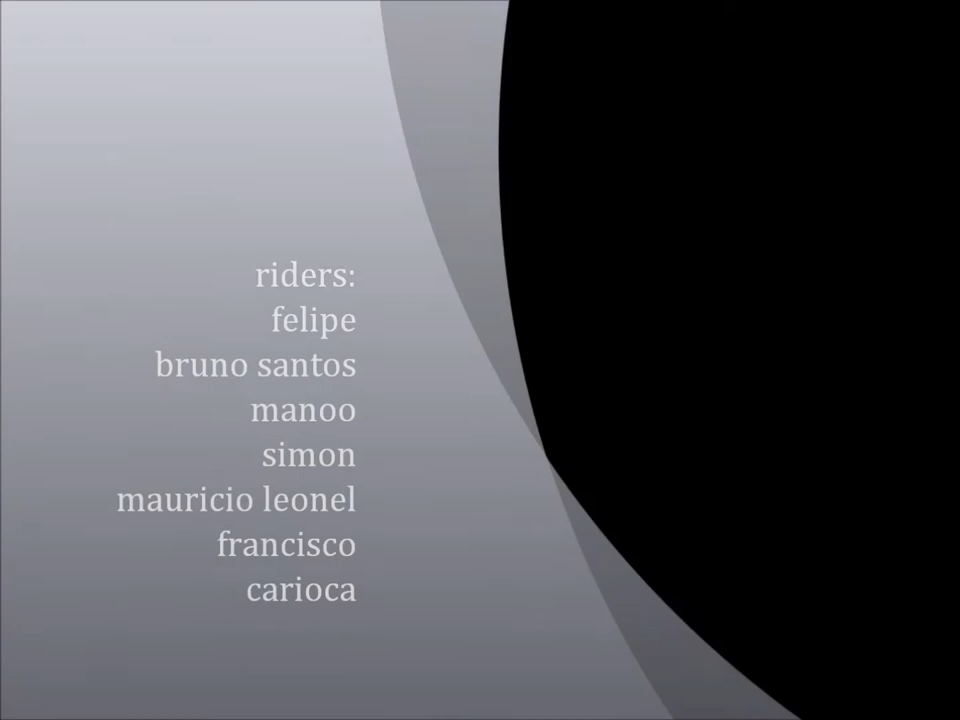 riders:
felipe
bruno santos
manoo
simon
mauricio leonel
francisco
carioca